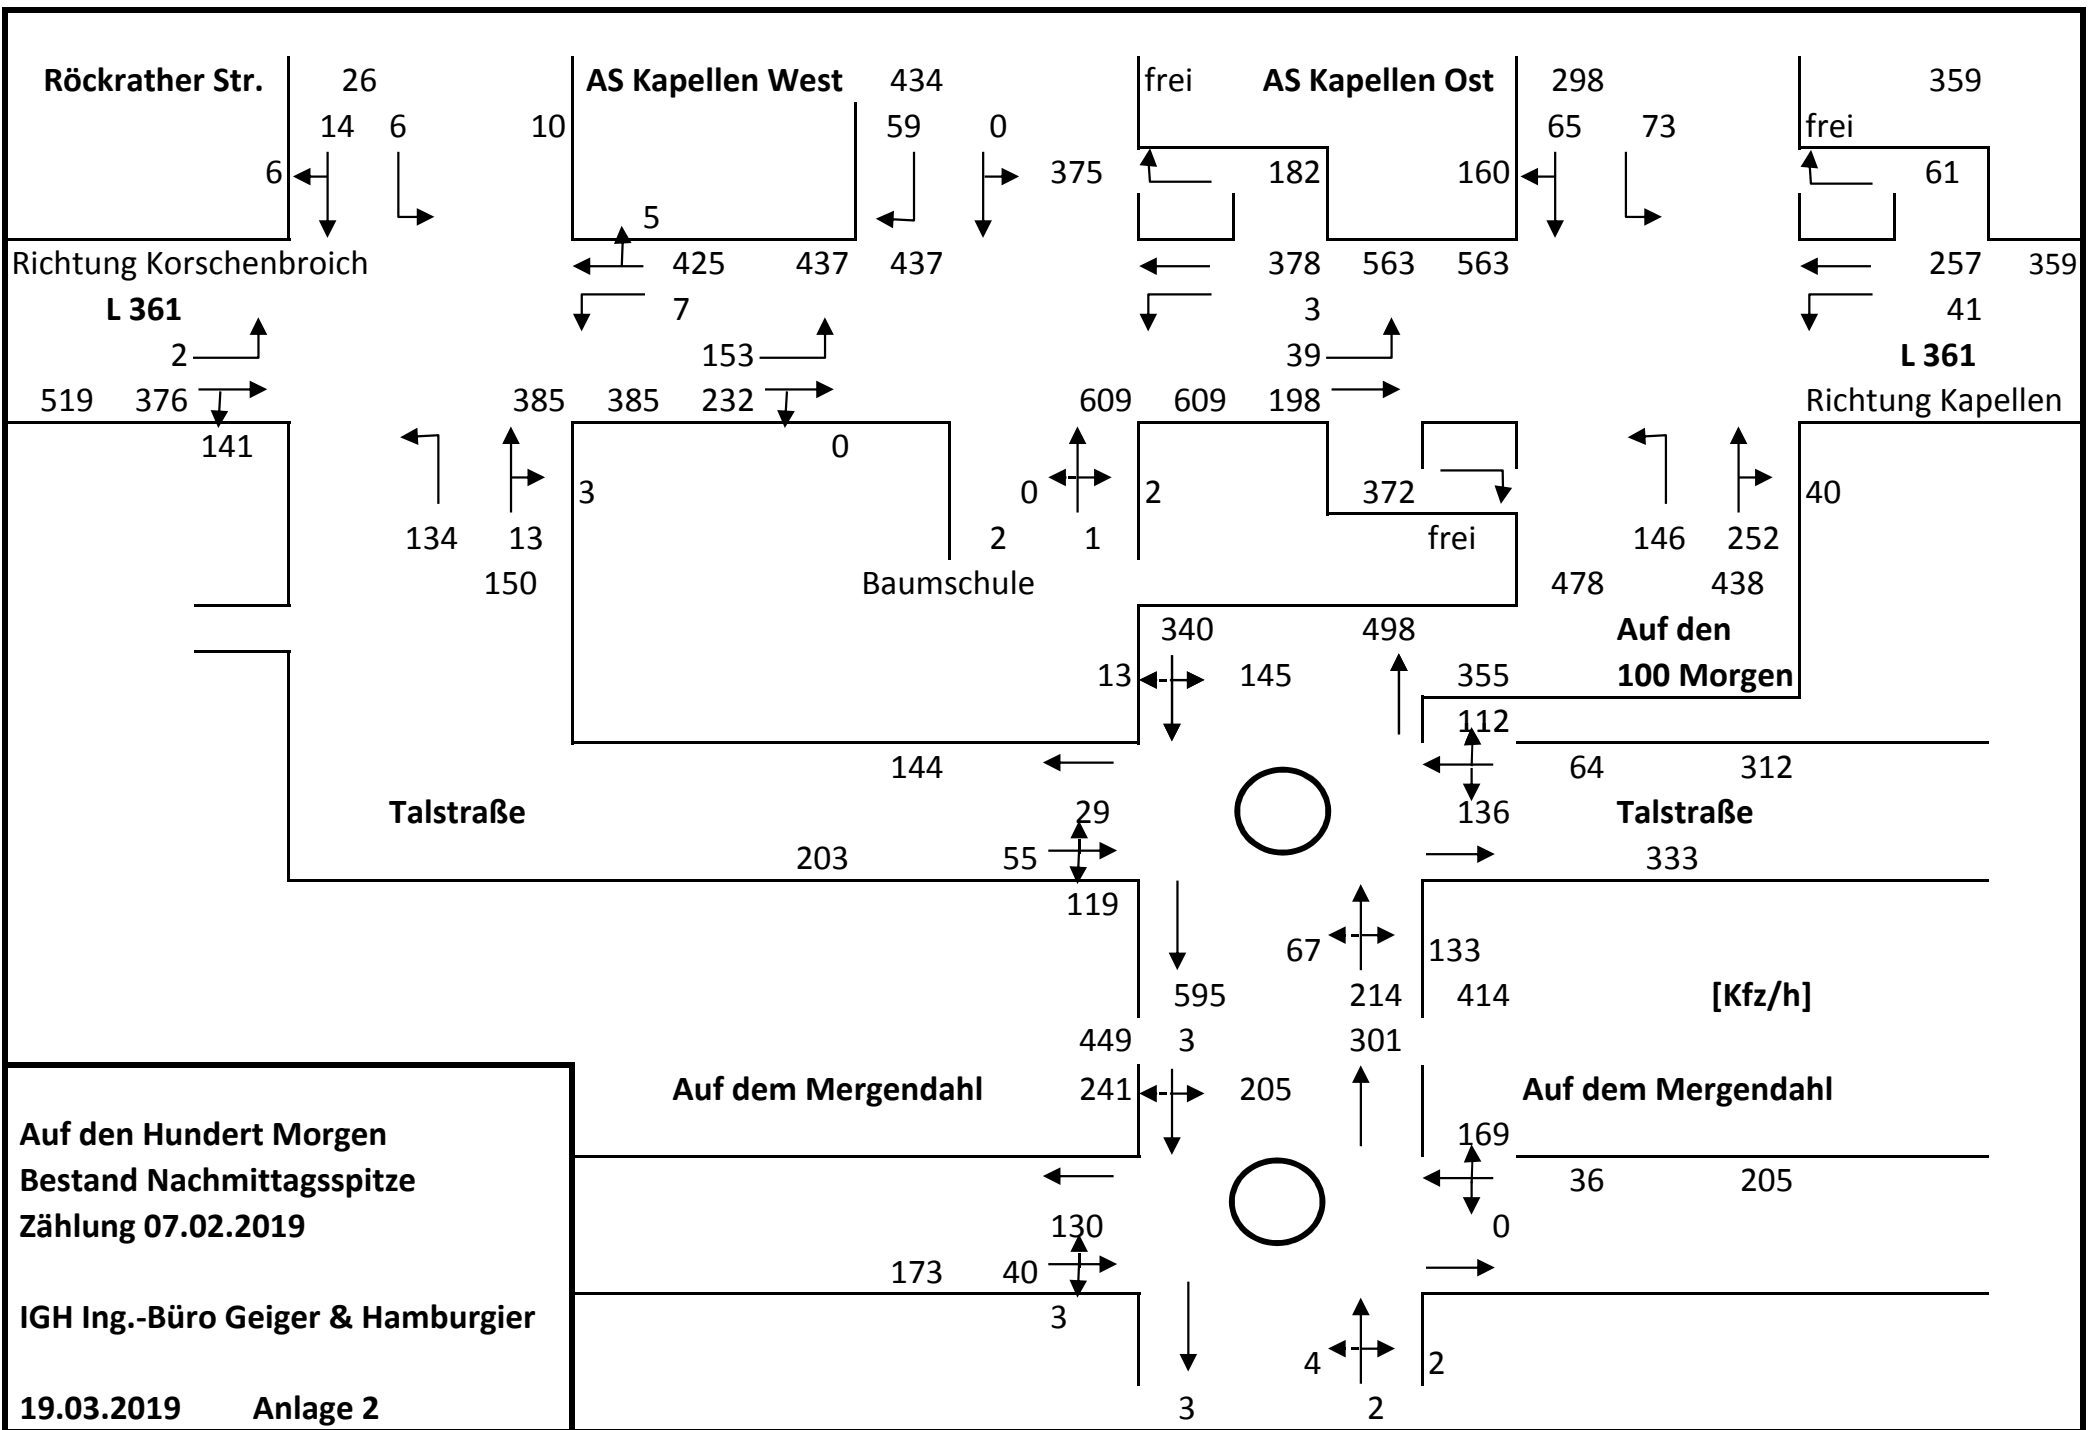 Röckrather Str. 26 AS Kapellen West 434 frei AS Kapellen Ost 298 359
14 6 10 59 0 65 73 frei
6 375 182 160 61
5
Richtung Korschenbroich 425 437 437 378 563 563 257 359
L 361 7 3 41
2 153 39 L 361
519 376 385 385 232 609 609 198 Richtung Kapellen
141 0
3 0 2 372 40
134 13 2 1 frei 146 252
150 Baumschule 478 438
340 498 Auf den
13 145 355 100 Morgen
112
144 64 312
Talstraße 29 136 Talstraße
203 55 333
119
67 133
595 214 414 [Kfz/h]
449 3 301
Auf dem Mergendahl 241 205 Auf dem Mergendahl
Auf den Hundert Morgen 169
Bestand Nachmittagsspitze 36 205
Zählung 07.02.2019 130 0
173 40
IGH Ing.-Büro Geiger & Hamburgier 3
4 2
19.03.2019 Anlage 2 3 2